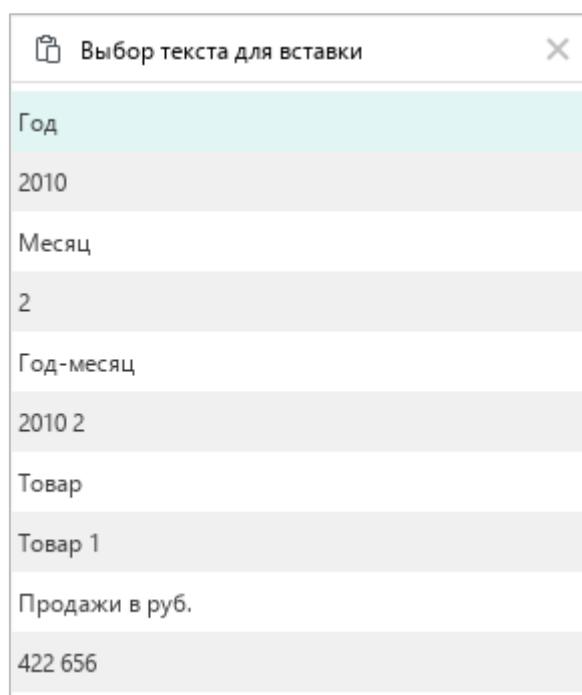 Выбор текста для вставки
Год
2010
Месяц
2
Год-месяц
2010 2
Товар
Товар 1
Продажи в руб.
422 656